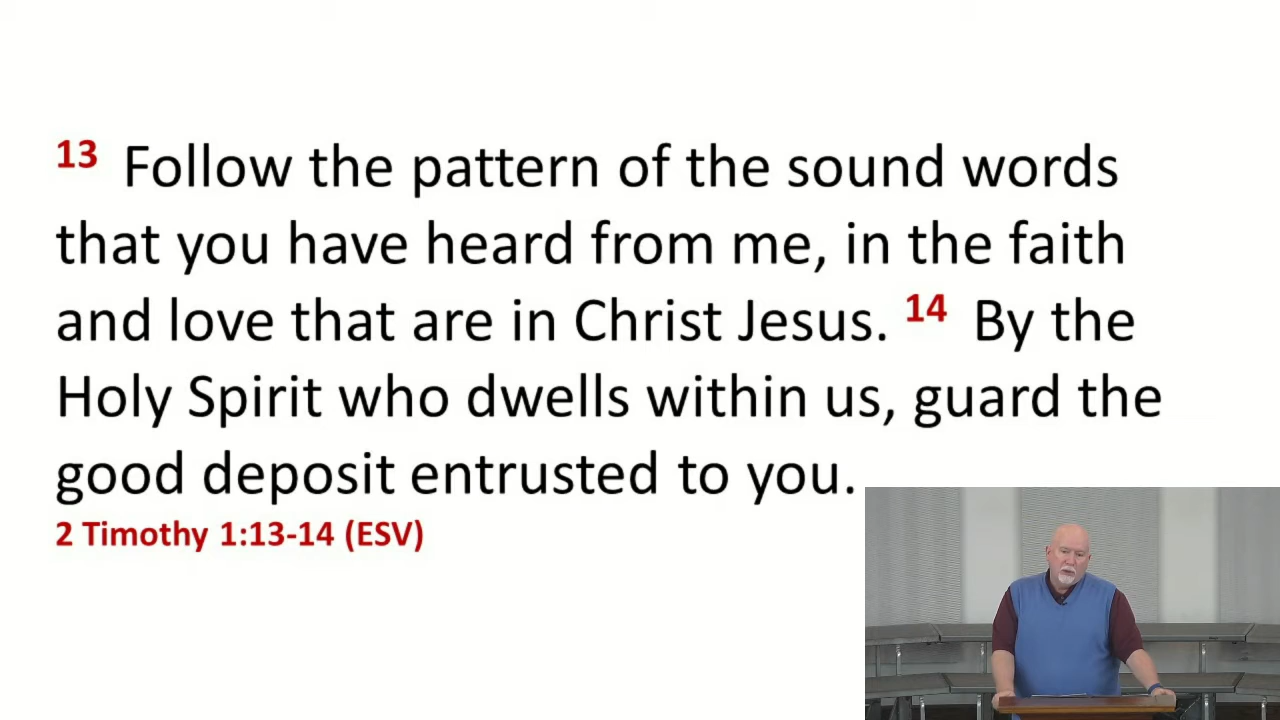 13 Follow the pattern of the sound words
that you have heard from me, in the faith
and love that are in Christ Jesus. 14 By the
Holy Spirit who dwells within us, guard the
good deposit entrusted to you.
2 Timothy 1:13-14 (ESV)